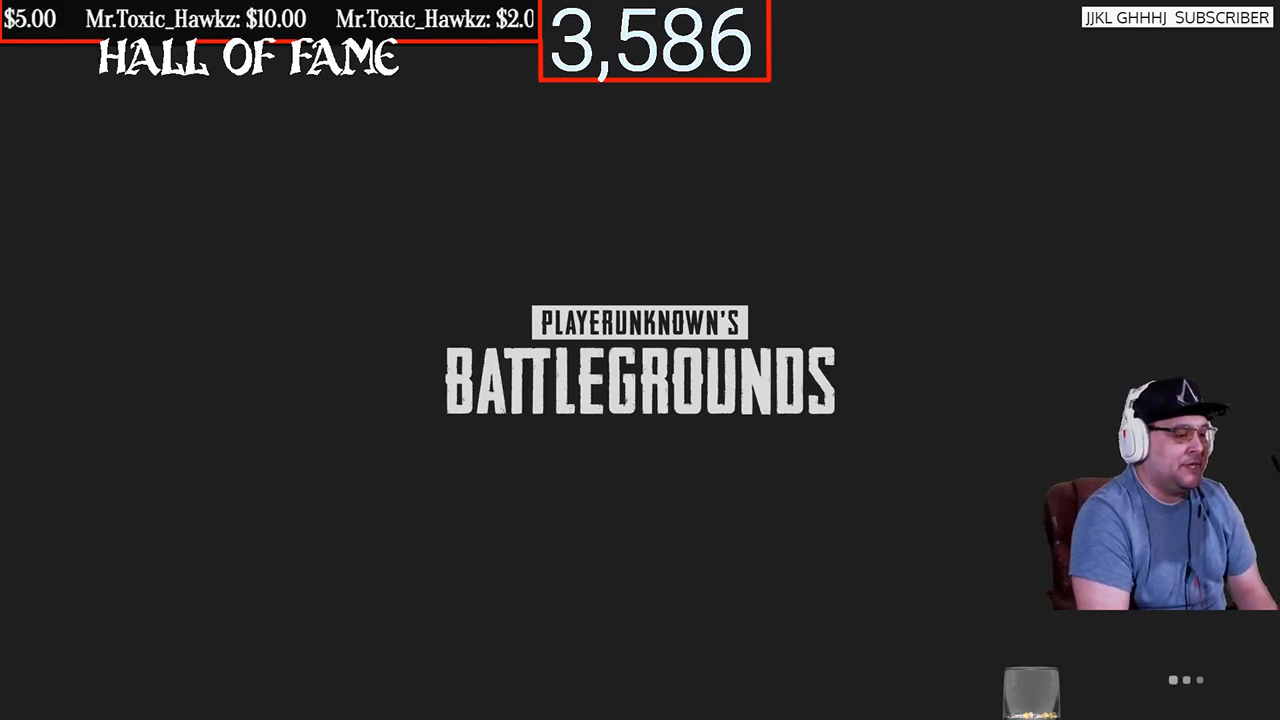 $5.00 Mr.Toxic_Hawkz: $10.00 Mr.Toxic_Hawkz: $2.0
3,586
JJKL GHHHJ SUBSCRIBER
HALL OF FAME
PLAYERUNKNOWN'S
BATTLEGROUNDS